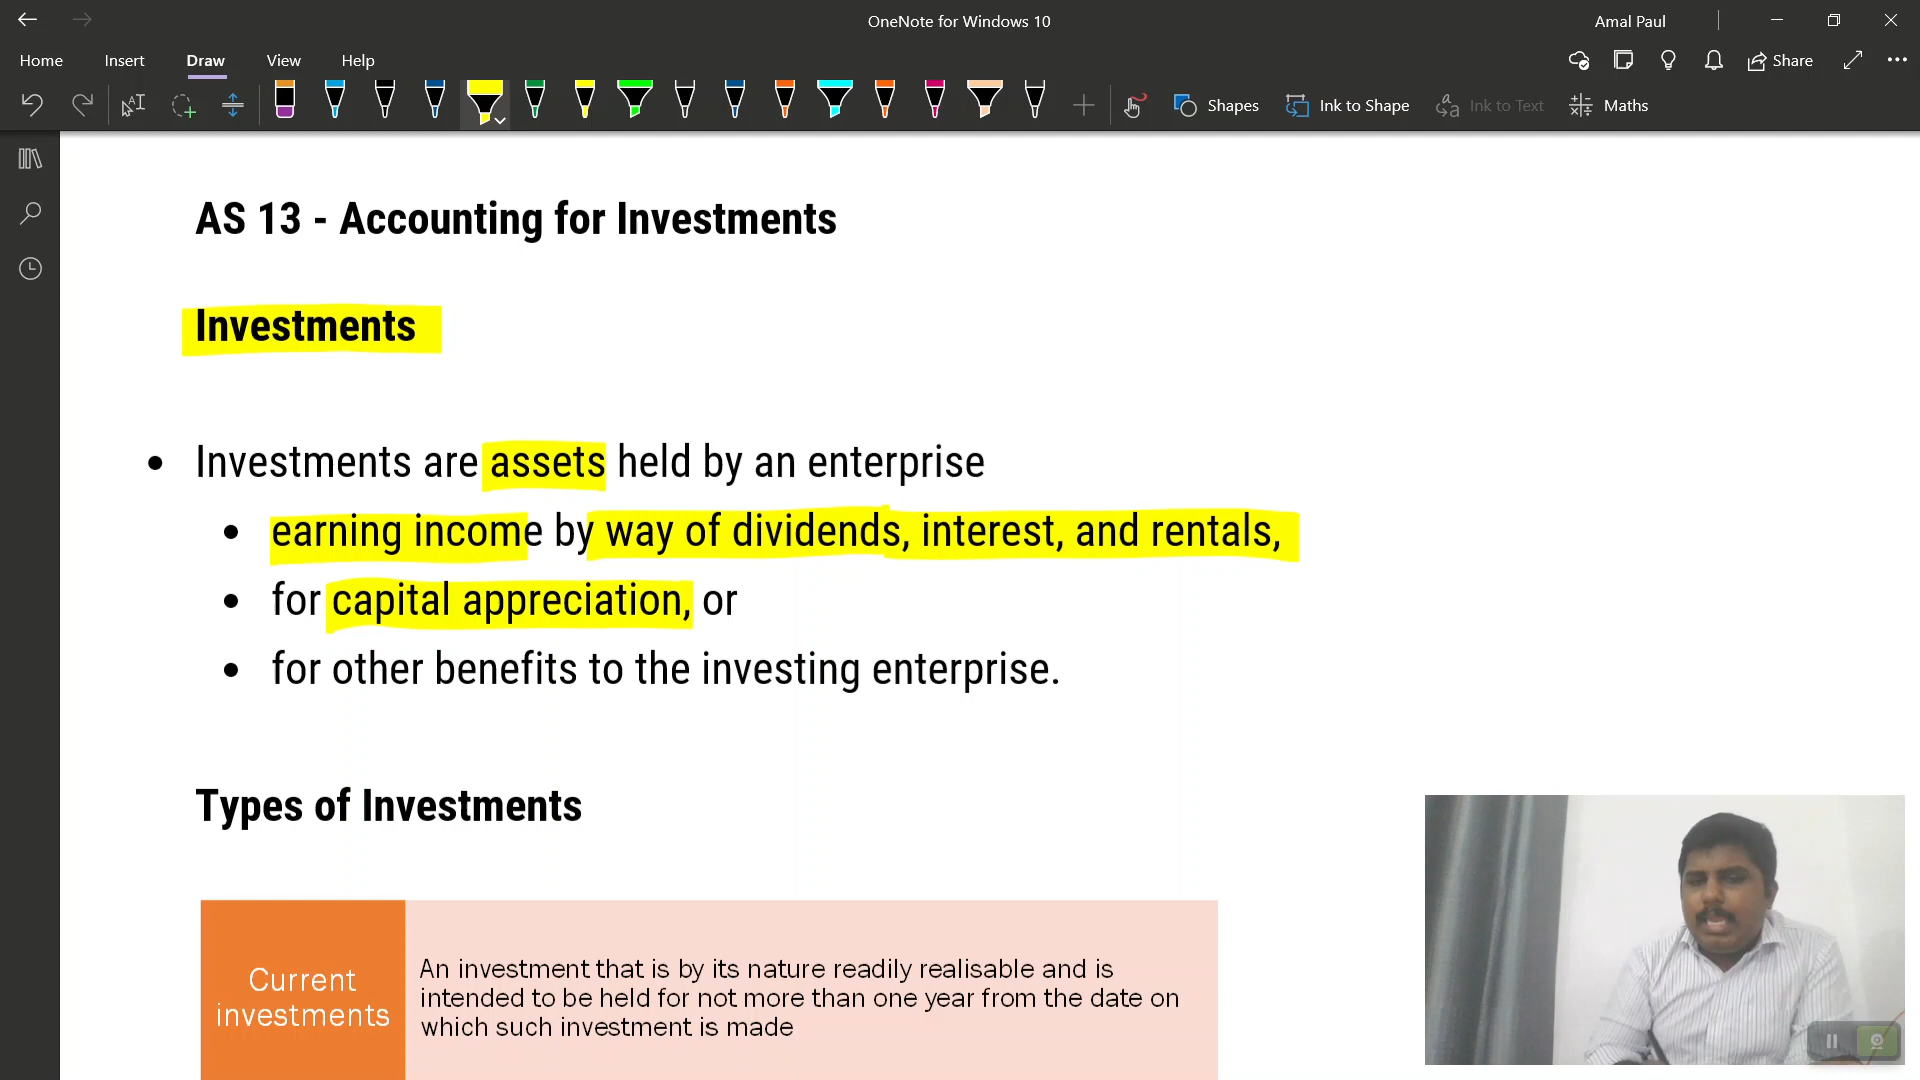 OneNote for Windows 10
Amal Paul
Home Insert Draw View Help
Share
Shapes Ink to Shape Ink to Text Maths
AS 13 - Accounting for Investments
Investments
• Investments are assets held by an enterprise
• earning income by way of dividends, interest, and rentals,
• for capital appreciation, or
• for other benefits to the investing enterprise.
Types of Investments
Current
investments
An investment that is by its nature readily realisable and is
intended to be held for not more than one year from the date on
which such investment is made